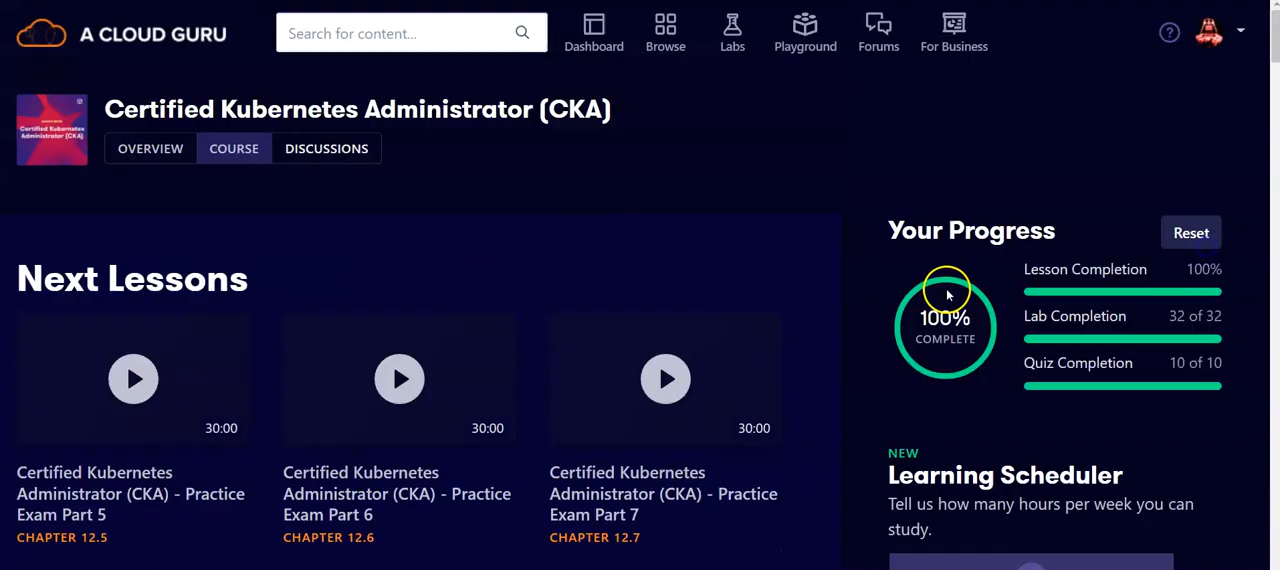 A CLOUD GURU
Search for content...
Dashboard
Browse
Labs
Playground
Forums
For Business
?
Certified Kubernetes Administrator (CKA)
Certified Kubernetes
Administrator (CKA)
OVERVIEW
COURSE
DISCUSSIONS
Next Lessons
30:00
30:00
30:00
Certified Kubernetes
Administrator (CKA) - Practice
Exam Part 5
CHAPTER 12.5
Certified Kubernetes
Administrator (CKA) - Practice
Exam Part 6
CHAPTER 12.6
Certified Kubernetes
Administrator (CKA) - Practice
Exam Part 7
CHAPTER 12.7
Your Progress
Reset
100%
COMPLETE
Lesson Completion 100%
Lab Completion 32 of 32
Quiz Completion 10 of 10
NEW
Learning Scheduler
Tell us how many hours per week you can
study.